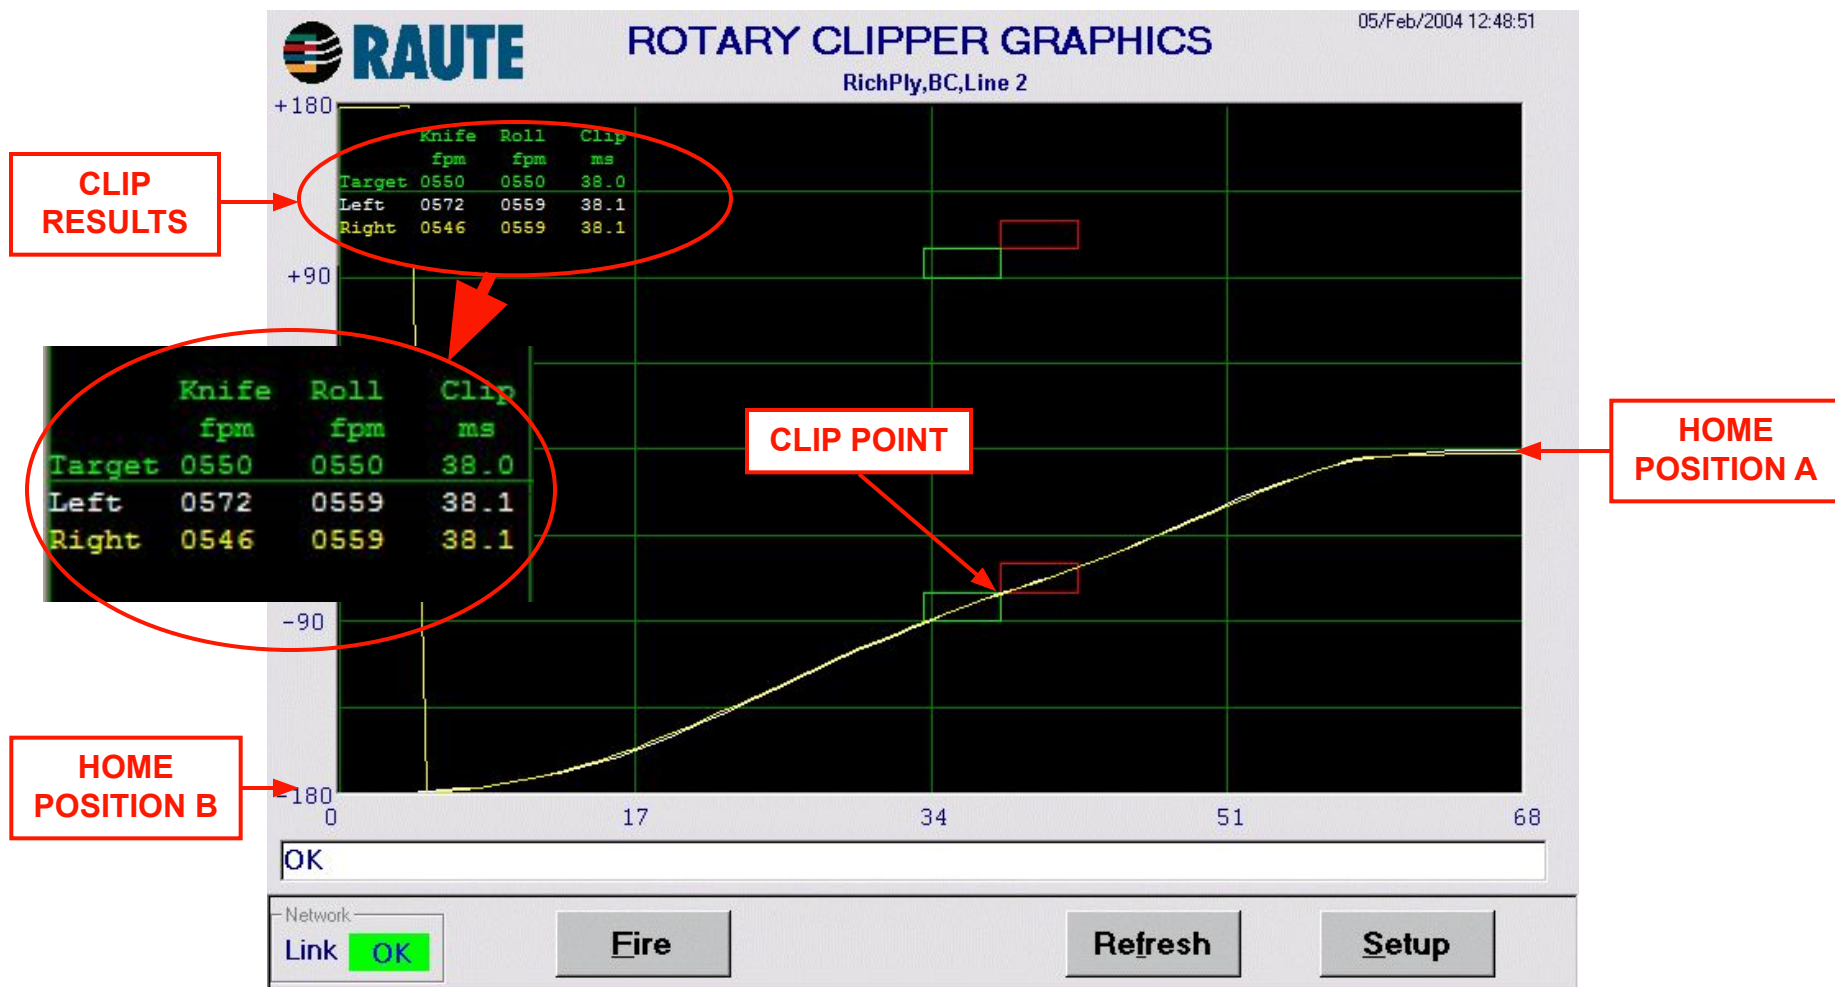 RAUTE
ROTARY CLIPPER GRAPHICS
05/Feb/2004 12:48:51
RichPly,BC,Line 2
+180
Knife Roll Clip
fpm fpm ms
Target 0550 0550 38.0
Left 0572 0559 38.1
Right 0546 0559 38.1
CLIP
RESULTS
+90
Knife Roll Clip
fpm fpm ms
Target 0550 0550 38.0
Left 0572 0559 38.1
Right 0546 0559 38.1
CLIP POINT
HOME
POSITION A
-90
HOME
POSITION B
-180
0 17 34 51 68
OK
Network
Link OK
Fire
Refresh
Setup